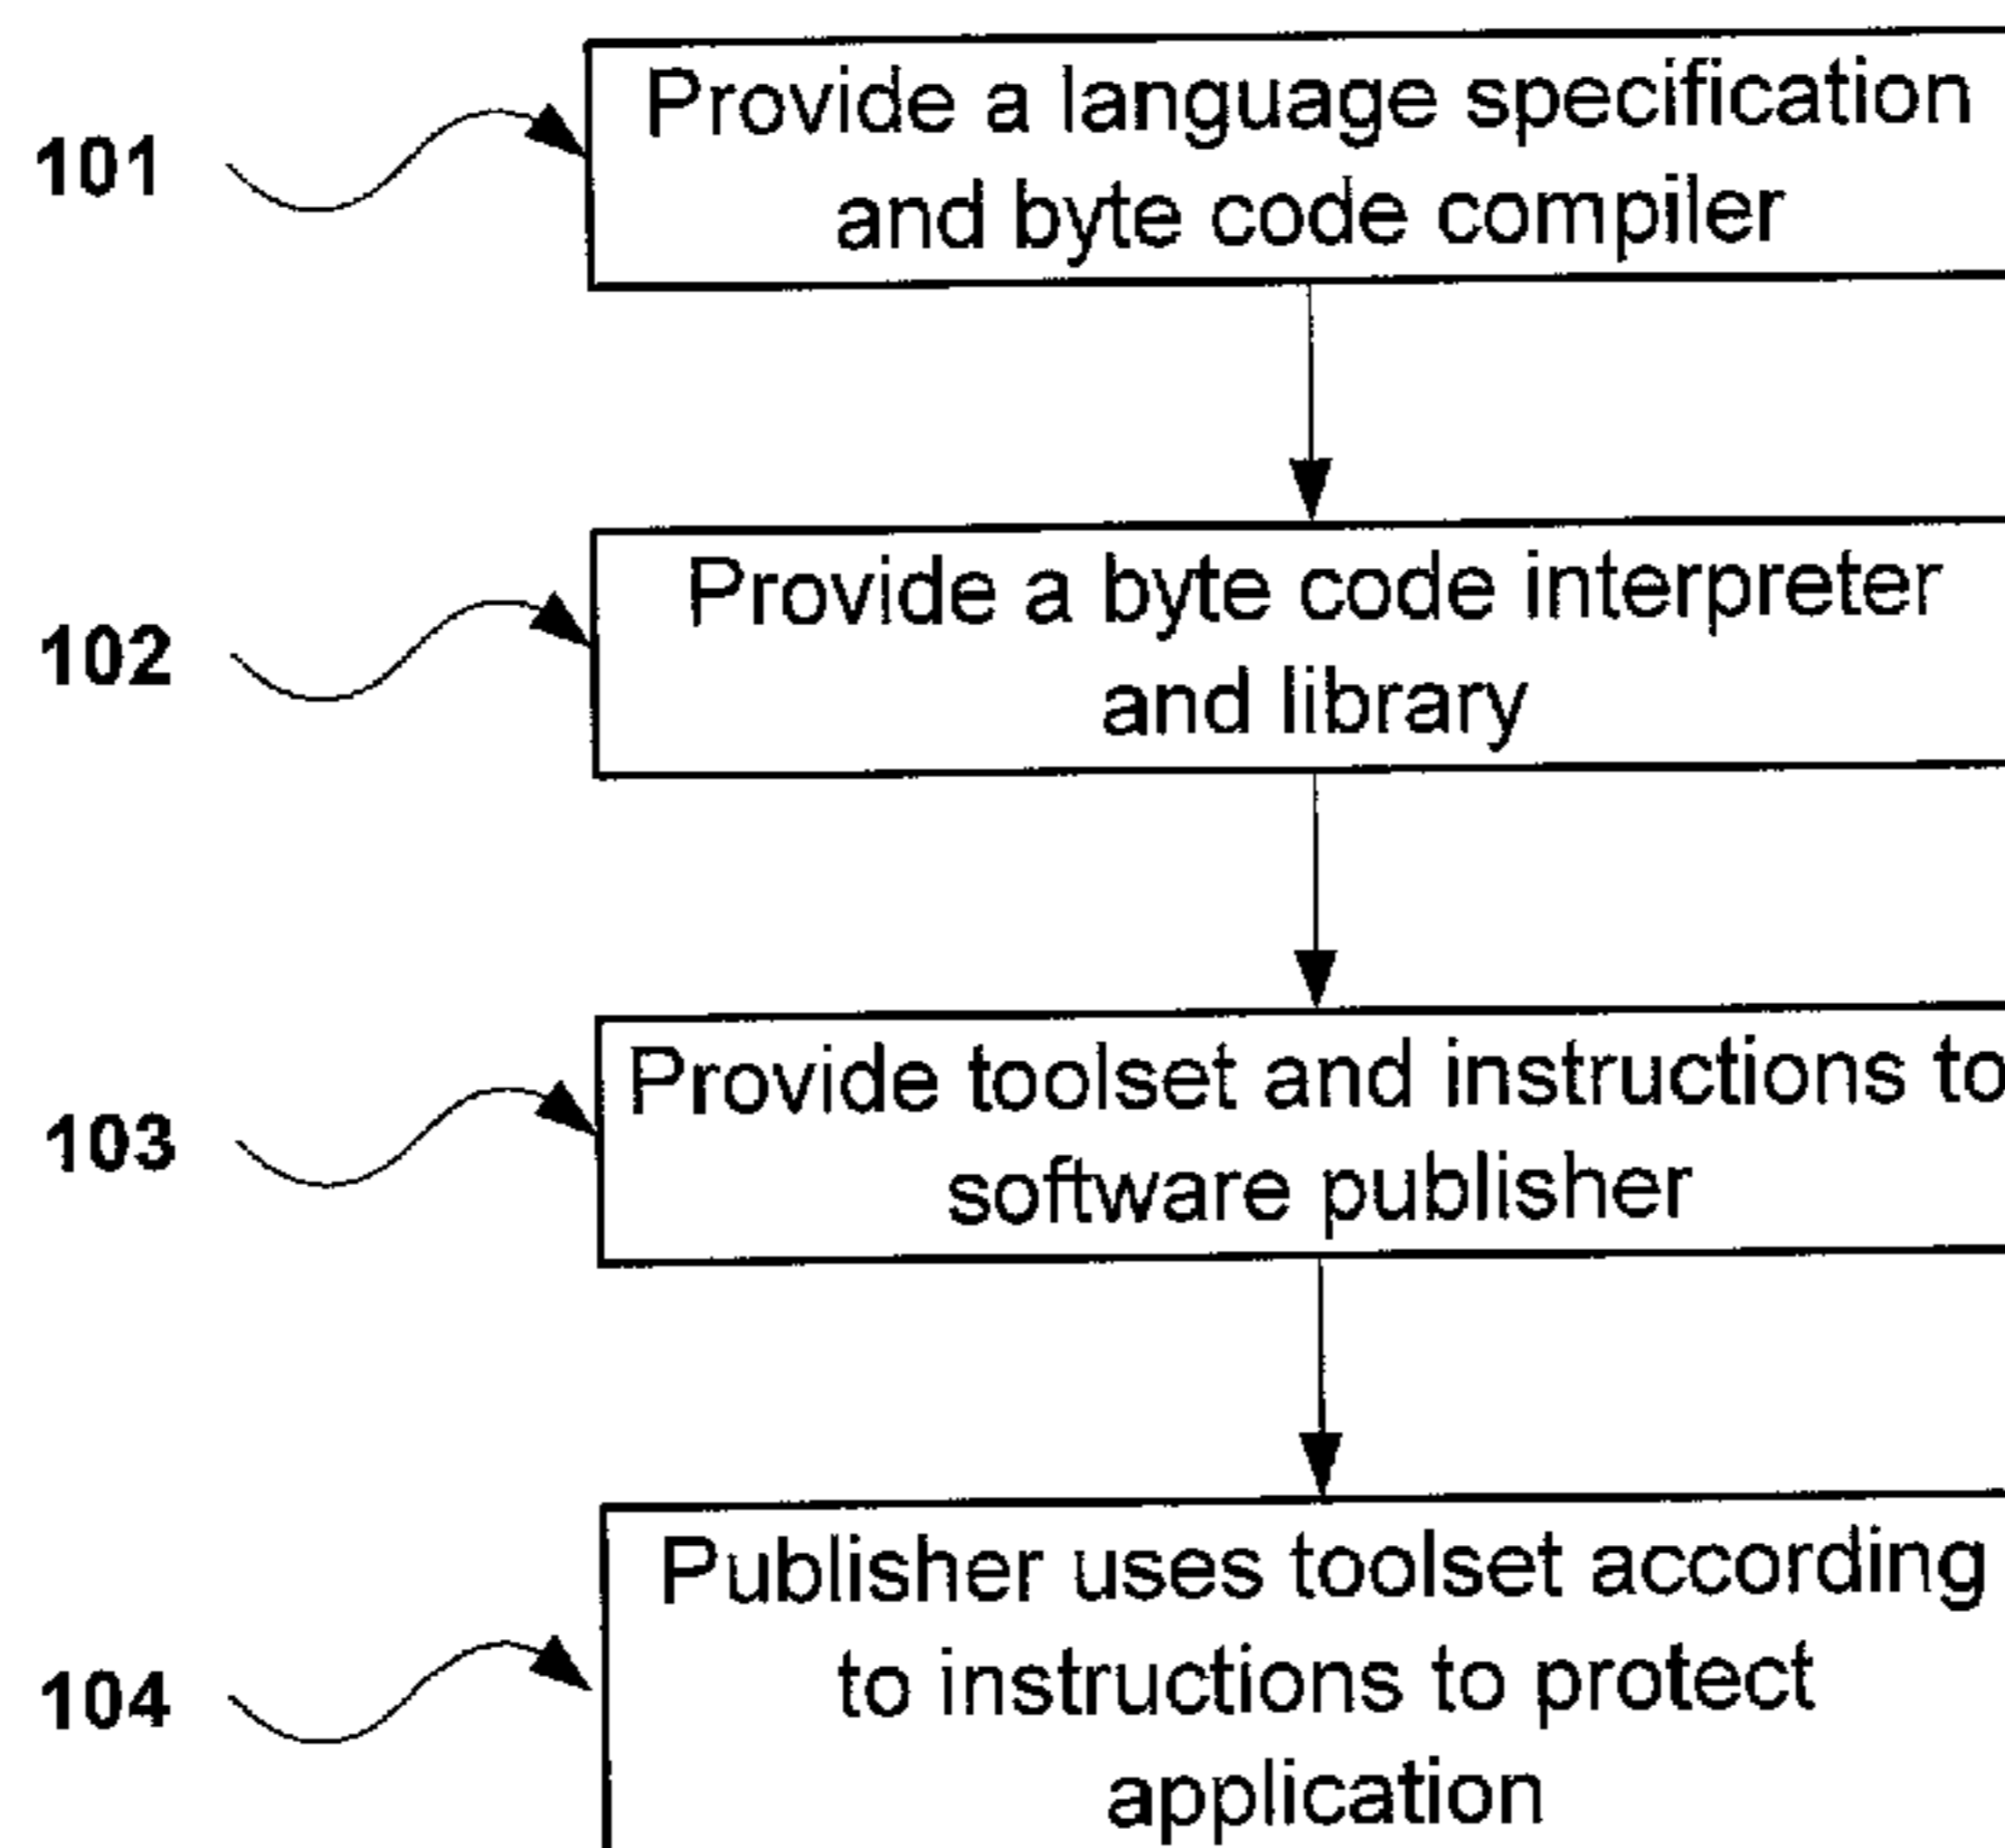 101
Provide a language specification
and byte code compiler
102
Provide a byte code interpreter
and library
103
Provide toolset and instructions to
software publisher
104
Publisher uses toolset according
to instructions to protect
application